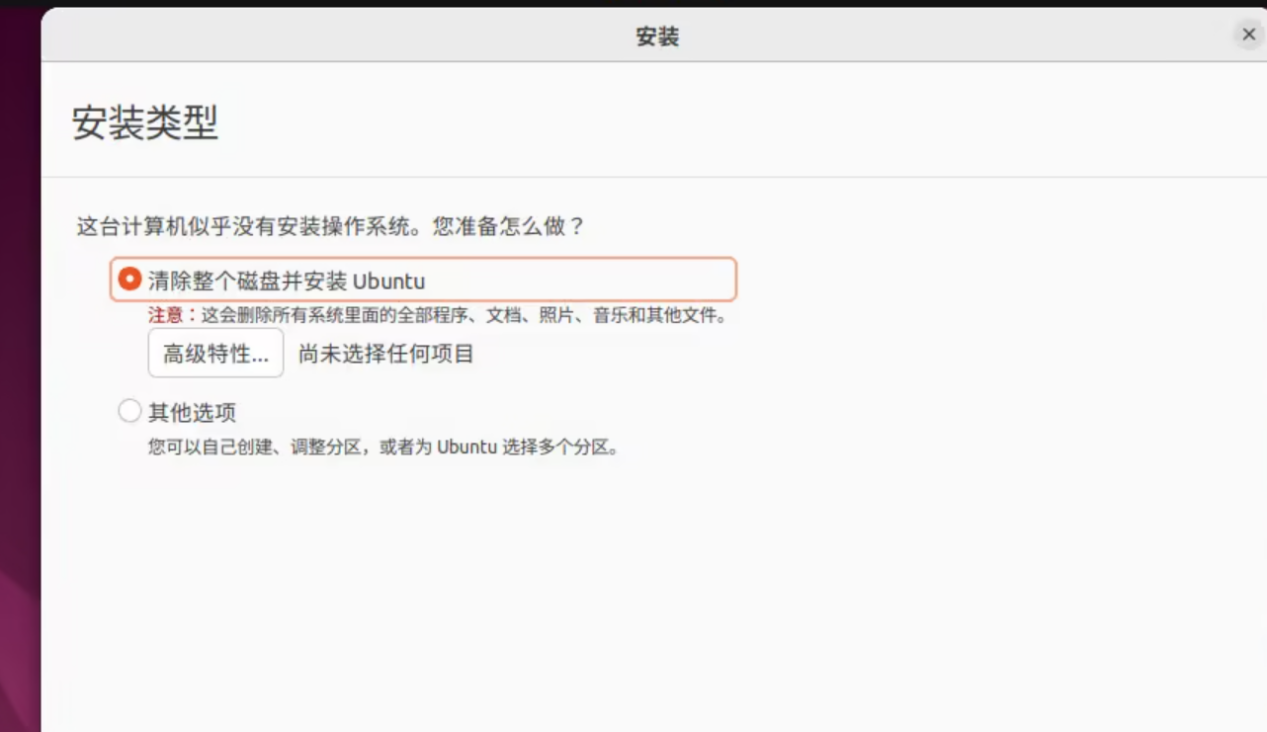 安装
安装类型
这台计算机似乎没有安装操作系统。您准备怎么做？
清除整个磁盘并安装 Ubuntu
注意：这会删除所有系统里面的全部程序、文档、照片、音乐和其他文件。
高级特性... 尚未选择任何项目
其他选项
您可以自己创建、调整分区，或者为 Ubuntu 选择多个分区。